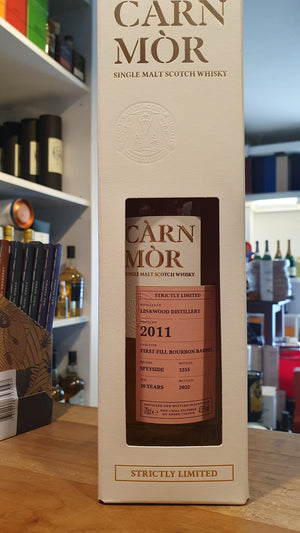 CÀRN
MÒR
SINGLE MALT SCOTCH WHISKY
CÀRN
MÒR
SINGLE MALT SCOTCH WHISKY
STRICTLY LIMITED
LINKWOOD DISTILLERY
2011
FIRST FILL BOURBON BARREL
SPEYSIDE 1235
10 YEARS 2022
STRICTLY LIMITED